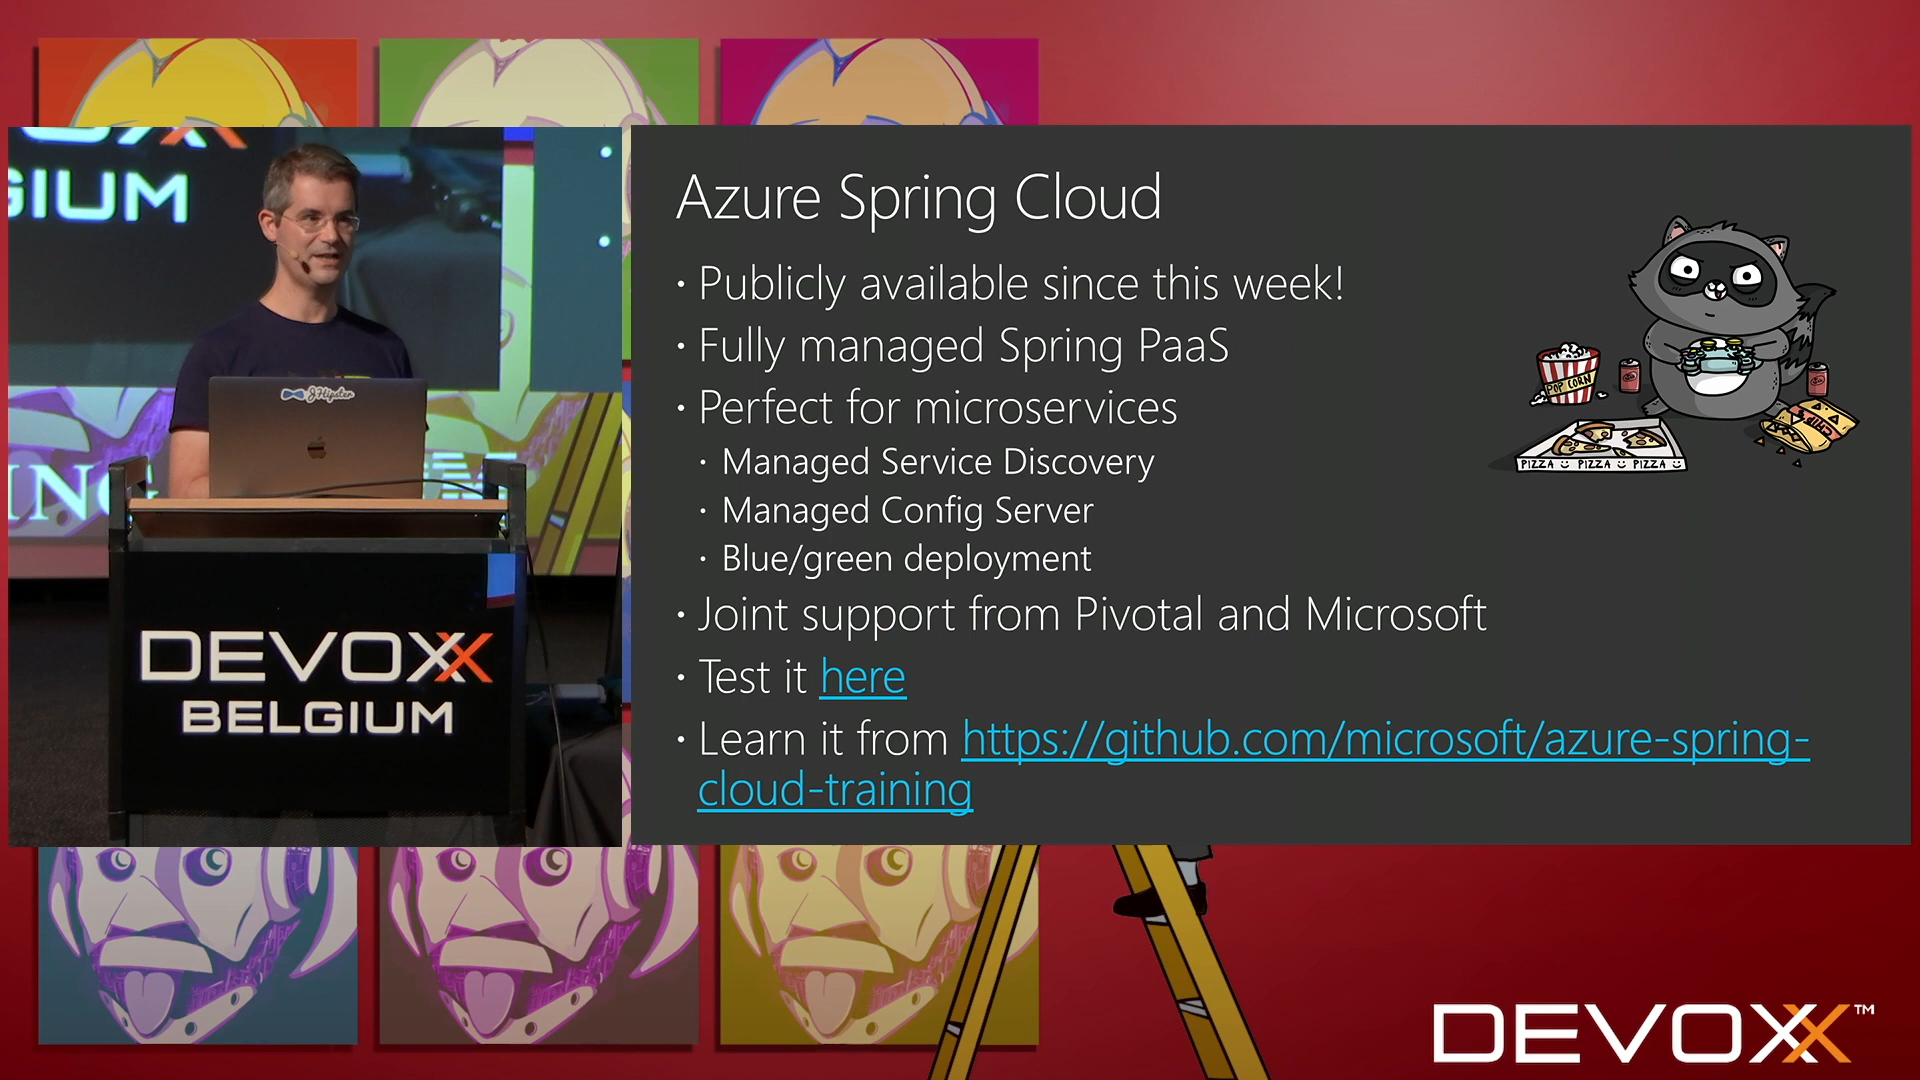 BELGIUM
JHipster
DEVOXX
BELGIUM
Azure Spring Cloud
• Publicly available since this week!
• Fully managed Spring PaaS
• Perfect for microservices
• Managed Service Discovery
• Managed Config Server
• Blue/green deployment
• Joint support from Pivotal and Microsoft
• Test it here
• Learn it from https://github.com/microsoft/azure-spring-
cloud-training
POP CORN
PIZZA PIZZA PIZZA
DEVOXX™